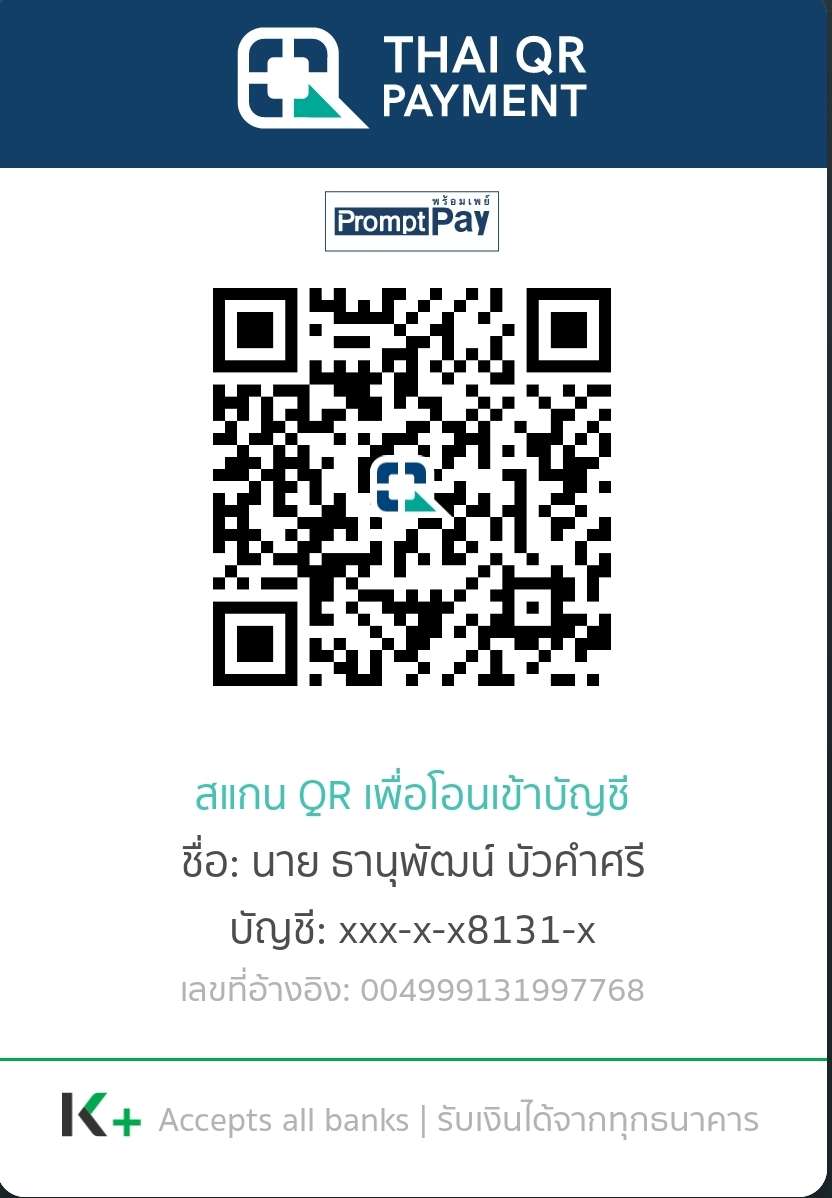 THAI QR
PAYMENT
พร้อมเพย์
PromptPay
สแกน QR เพื่อโอนเข้าบัญชี
ชื่อ: นาย ธานุพัฒน์ บัวคำศรี
บัญชี: xxx-x-x8131-x
เลขที่อ้างอิง: 004999131997768
K+ Accepts all banks | รับเงินได้จากทุกธนาคาร